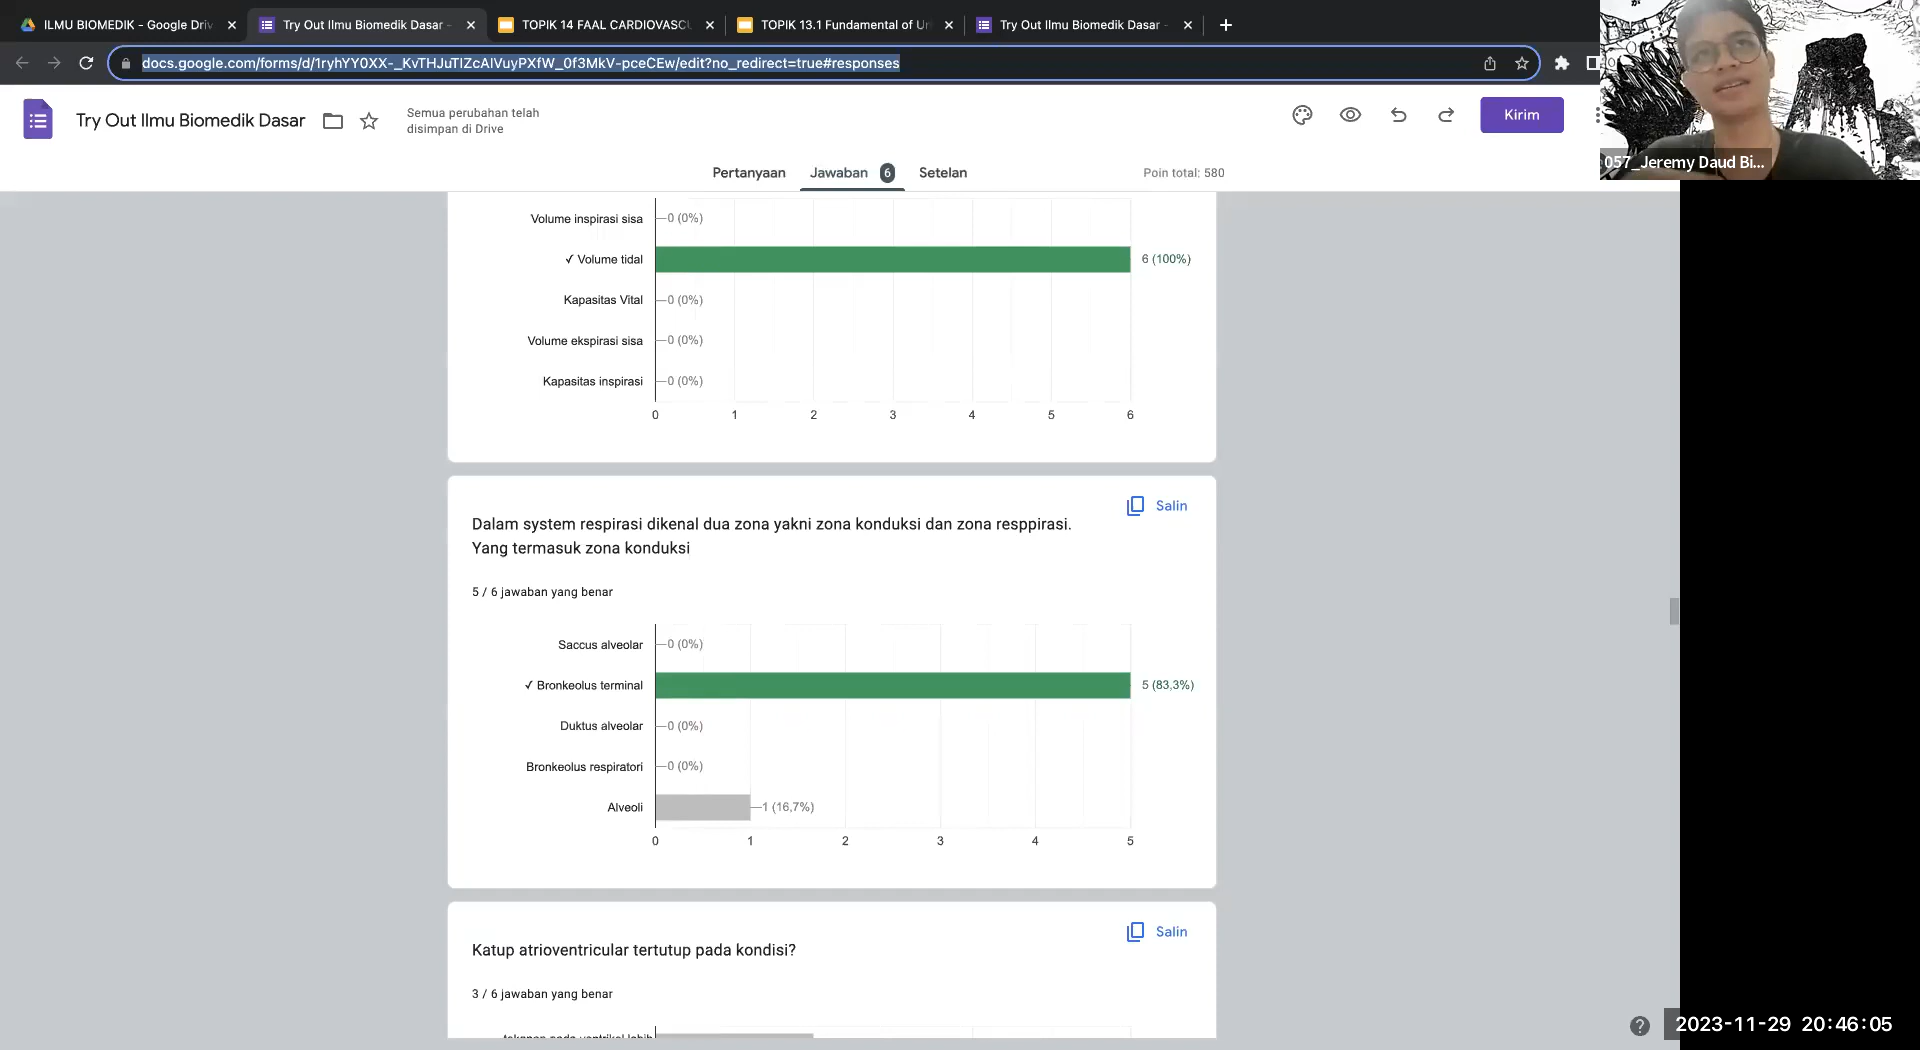 ILMU BIOMEDIK - Google Driv
Try Out Ilmu Biomedik Dasar -
TOPIK 14 FAAL CARDIOVASCU
TOPIK 13.1 Fundamental of Ur
Try Out Ilmu Biomedik Dasar -
docs.google.com/forms/d/1ryhYY0XX-_KvTHJuTlZcAlVuyPXfW_0f3MkV-pceCEw/edit?no_redirect=true#responses
Try Out Ilmu Biomedik Dasar
Semua perubahan telah
disimpan di Drive
Kirim
057_Jeremy Daud Bi...
Pertanyaan
Jawaban 6
Setelan
Poin total: 580
Volume inspirasi sisa 0 (0%)
✓ Volume tidal 6 (100%)
Kapasitas Vital 0 (0%)
Volume ekspirasi sisa 0 (0%)
Kapasitas inspirasi 0 (0%)
0 1 2 3 4 5 6
Salin
Dalam system respirasi dikenal dua zona yakni zona konduksi dan zona resppirasi.
Yang termasuk zona konduksi
5 / 6 jawaban yang benar
Saccus alveolar 0 (0%)
✓ Bronkeolus terminal 5 (83,3%)
Duktus alveolar 0 (0%)
Bronkeolus respiratori 0 (0%)
Alveoli 1 (16,7%)
0 1 2 3 4 5
Salin
Katup atrioventricular tertutup pada kondisi?
3 / 6 jawaban yang benar
2023-11-29 20:46:05